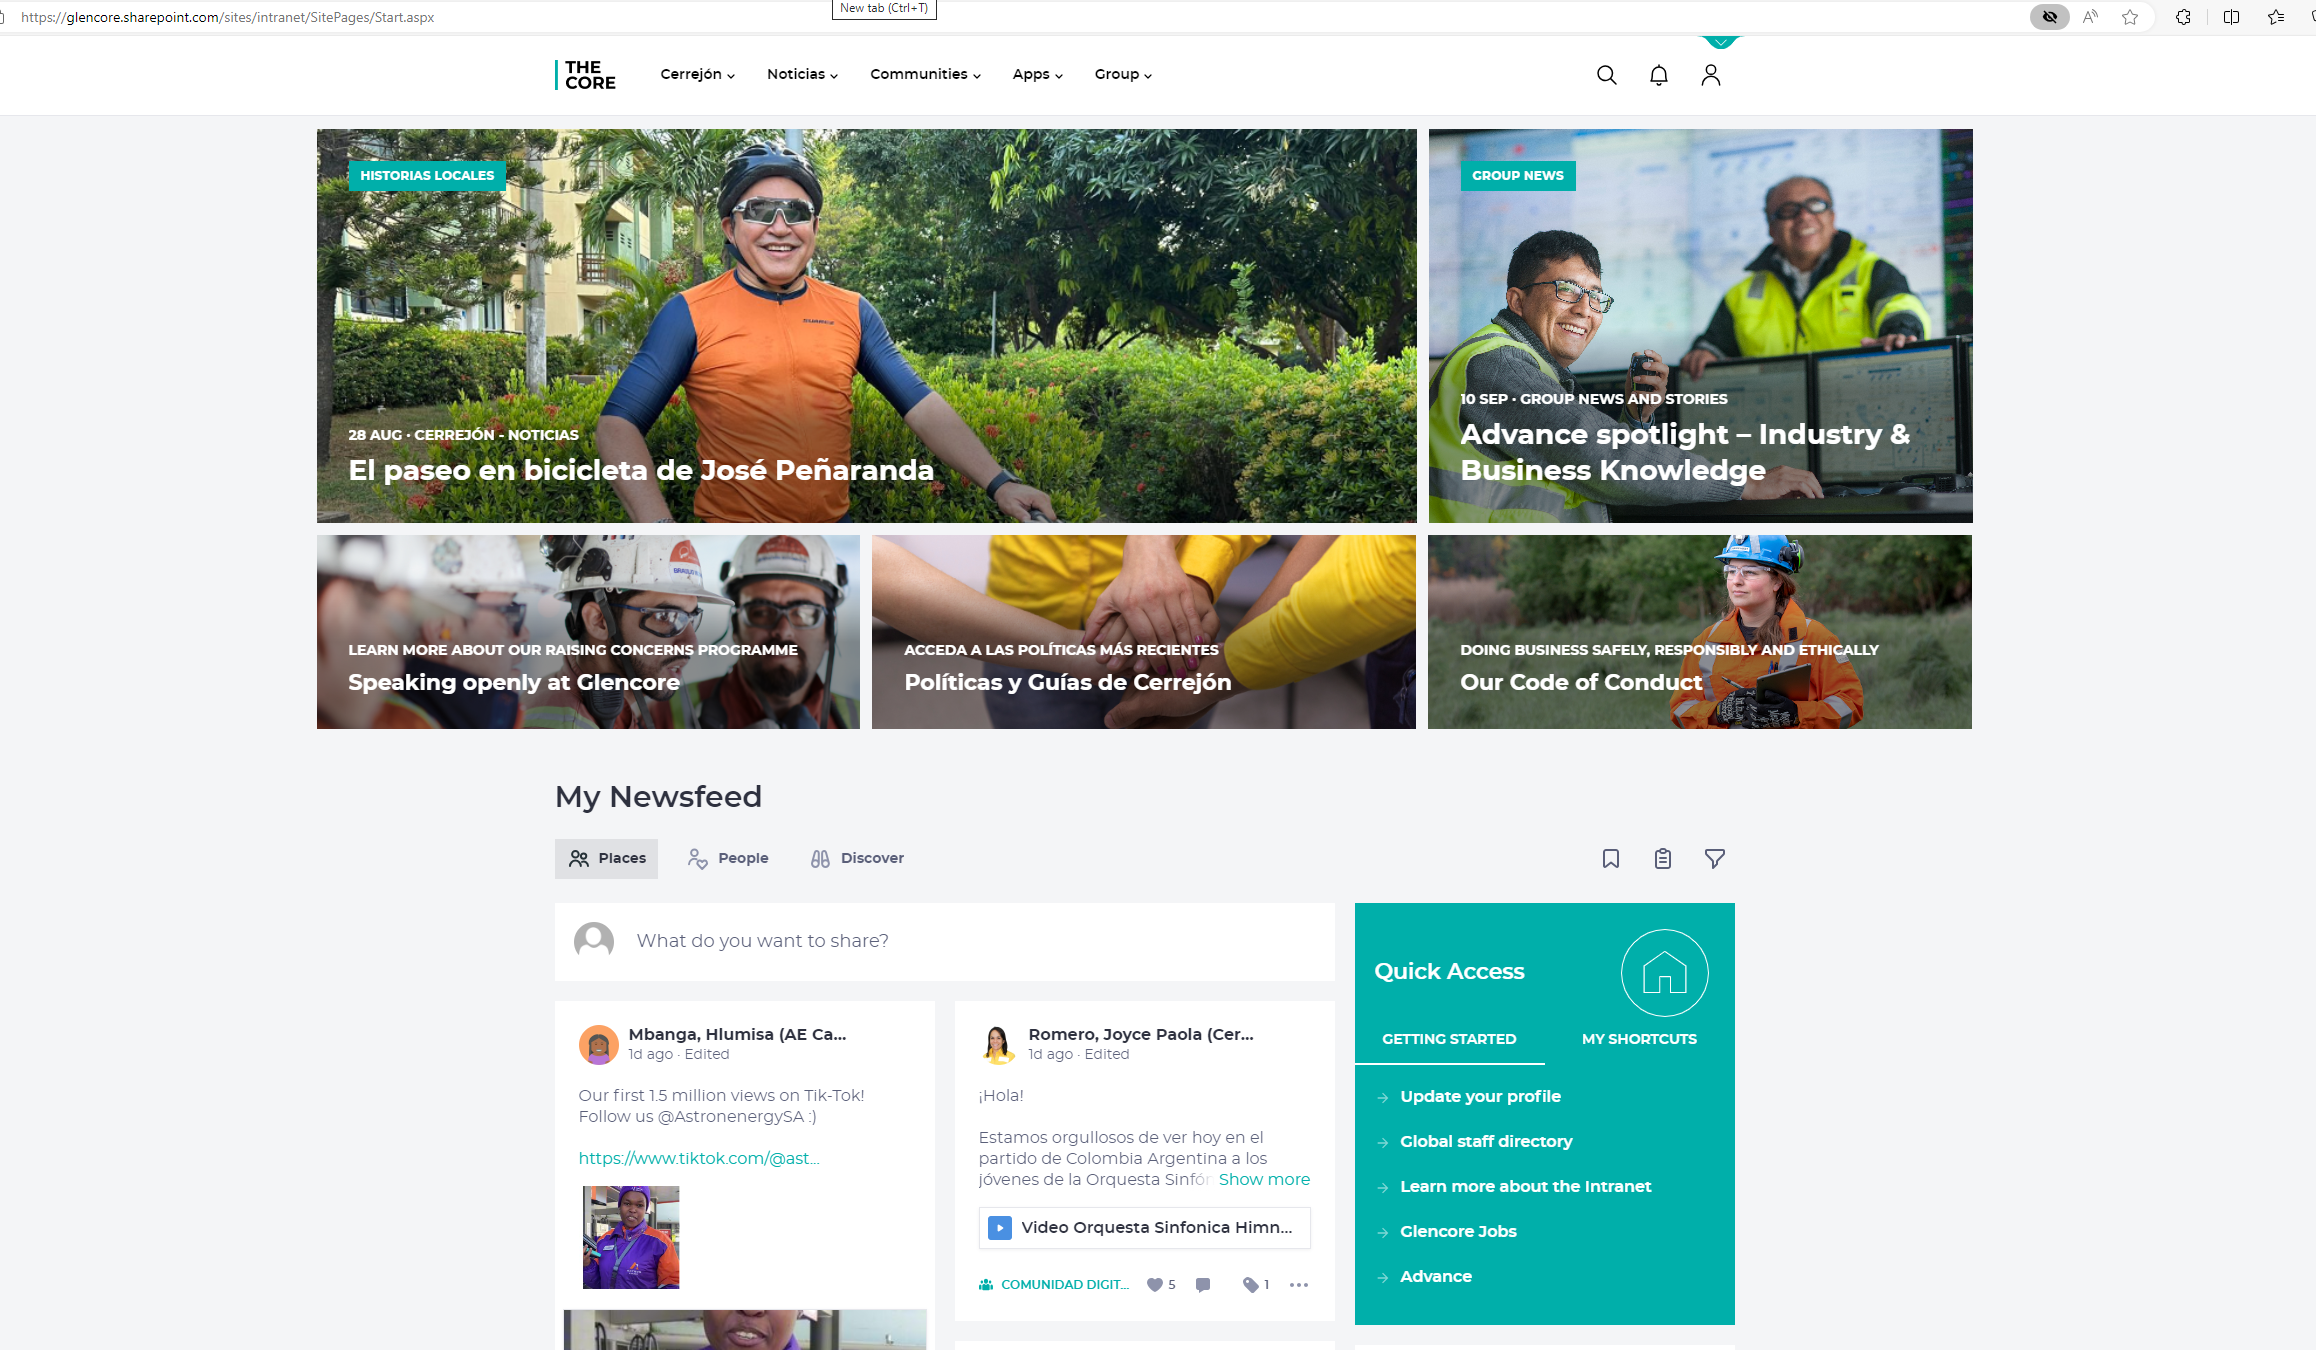 https://glencore.sharepoint.com/sites/intranet/SitePages/Start.aspx
New tab (Ctrl+T)
THE
CORE
Cerrejón
Noticias
Communities
Apps
Group
HISTORIAS LOCALES
28 AUG · CERREJÓN - NOTICIAS
El paseo en bicicleta de José Peñaranda
GROUP NEWS
10 SEP · GROUP NEWS AND STORIES
Advance spotlight – Industry &
Business Knowledge
LEARN MORE ABOUT OUR RAISING CONCERNS PROGRAMME
Speaking openly at Glencore
ACCEDA A LAS POLÍTICAS MÁS RECIENTES
Políticas y Guías de Cerrejón
DOING BUSINESS SAFELY, RESPONSIBLY AND ETHICALLY
Our Code of Conduct
My Newsfeed
Places
People
Discover
What do you want to share?
Mbanga, Hlumisa (AE Ca...
1d ago · Edited
Our first 1.5 million views on Tik-Tok!
Follow us @AstronenergySA :)
https://www.tiktok.com/@ast...
Romero, Joyce Paola (Cer...
1d ago · Edited
¡Hola!
Estamos orgullosos de ver hoy en el
partido de Colombia Argentina a los
jóvenes de la Orquesta Sinfón Show more
Video Orquesta Sinfonica Himn...
COMUNIDAD DIGIT...
5
1
Quick Access
GETTING STARTED
MY SHORTCUTS
Update your profile
Global staff directory
Learn more about the Intranet
Glencore Jobs
Advance